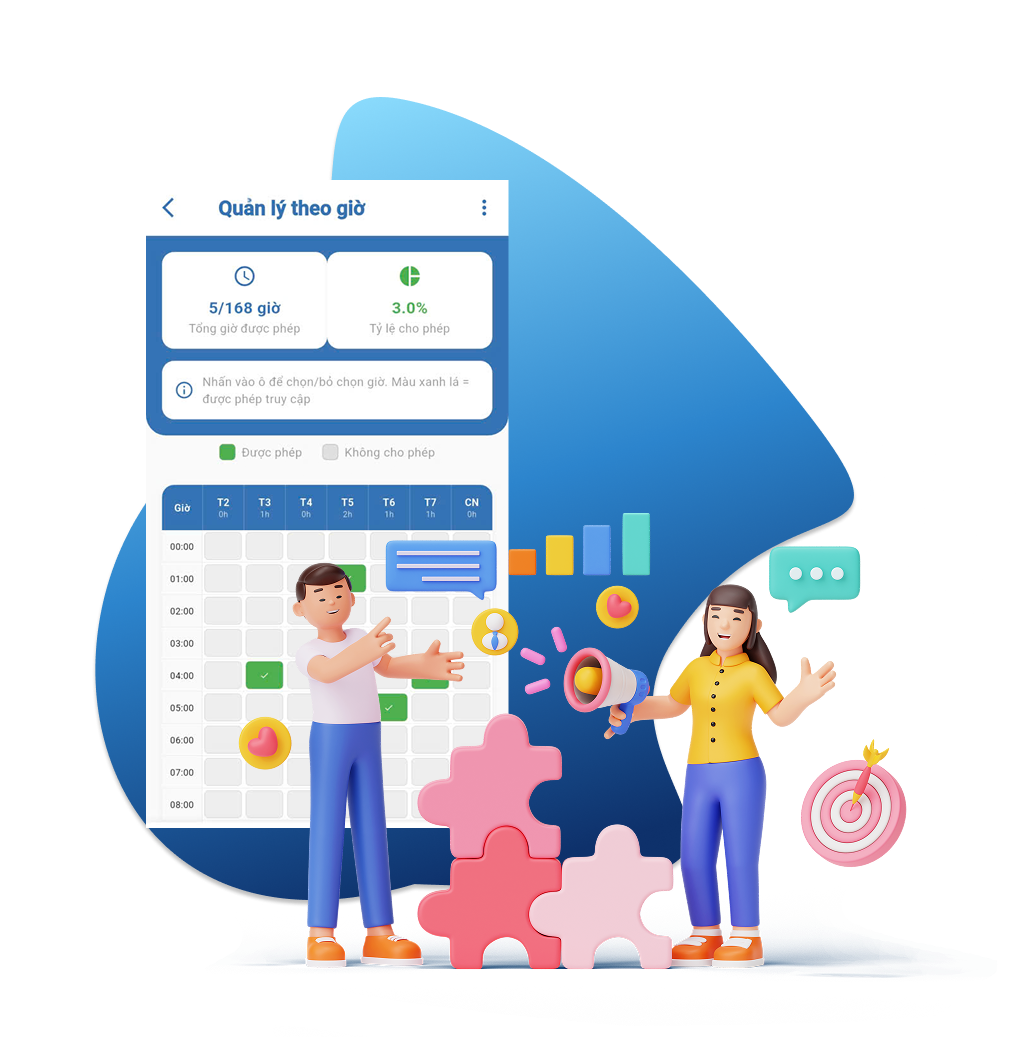 Quản lý theo giờ
5/168 giờ
Tổng giờ được phép
3.0%
Tỷ lệ cho phép
Nhấn vào ô để chọn/bỏ chọn giờ. Màu xanh lá =
được phép truy cập
Được phép
Không cho phép
Giờ T2 T3 T4 T5 T6 T7 CN
0h 1h 0h 2h 1h 1h 0h
00:00
01:00
02:00
03:00
04:00
05:00
06:00
07:00
08:00